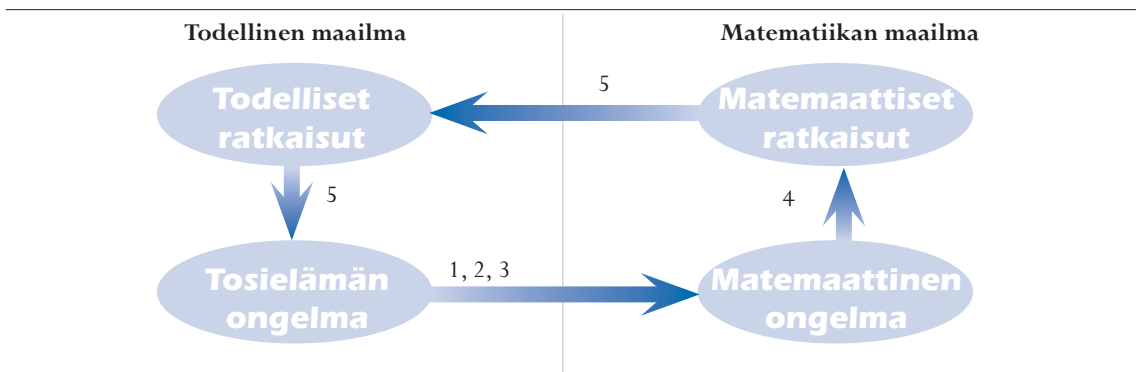 Todellinen maailma
Matematiikan maailma
Todelliset
ratkaisut
5
Matemaattiset
ratkaisut
5
4
Tosielämän
ongelma
1, 2, 3
Matemaattinen
ongelma